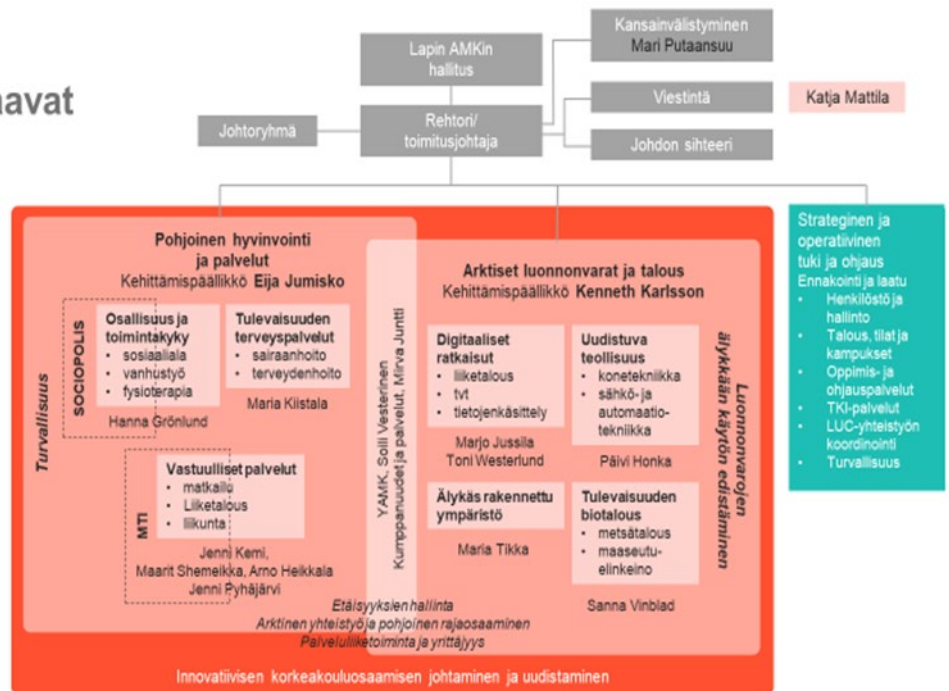 aavat
Lapin AMKin
hallitus
Kansainvälistyminen
Mari Putaansuu
Johtoryhmä
Rehtori/
toimitusjohtaja
Viestintä
Katja Mattila
Johdon sihteeri
Pohjoinen hyvinvointi
ja palvelut
Kehittämispäällikkö Eija Jumisko
Turvallisuus
SOCIOPOLIS
Osallisuus ja
toimintakyky
• sosiaaliala
• vanhustyö
• fysioterapia
Hanna Grönlund
Tulevaisuuden
terveyspalvelut
• sairaanhoito
• terveydenhoito
Maria Kiistala
MTI
Vastuulliset palvelut
• matkailu
• Liiketalous
• liikunta
Jenni Kemi,
Maarit Shemeikka, Arno Heikkala
Jenni Pyhäjärvi
YAMK, Soili Vesterinen
Kumppanuudet ja palvelut, Mirva Juntti
Arktiset luonnonvarat ja talous
Kehittämispäällikkö Kenneth Karlsson
Digitaaliset
ratkaisut
• liiketalous
• tvt
• tietojenkäsittely
Marjo Jussila
Toni Westerlund
Uudistuva
teollisuus
• konetekniikka
• sähkö- ja
automaatio-
tekniikka
Päivi Honka
Älykäs rakennettu
ympäristö
Maria Tikka
Tulevaisuuden
biotalous
• metsätalous
• maaseutu-
elinkeino
Sanna Vinblad
Luonnonvarojen
älykkään käytön edistäminen
Etäisyyksien hallinta
Arktinen yhteistyö ja pohjoinen rajaosaaminen
Palveluliiketoiminta ja yrittäjyys
Innovatiivisen korkeakouluosaamisen johtaminen ja uudistaminen
Strateginen ja
operatiivinen
tuki ja ohjaus
Ennakointi ja laatu
• Henkilöstö ja
hallinto
• Talous, tilat ja
kampukset
• Oppimis- ja
ohjauspalvelut
• TKI-palvelut
• LUC-yhteistyön
koordinointi
• Turvallisuus